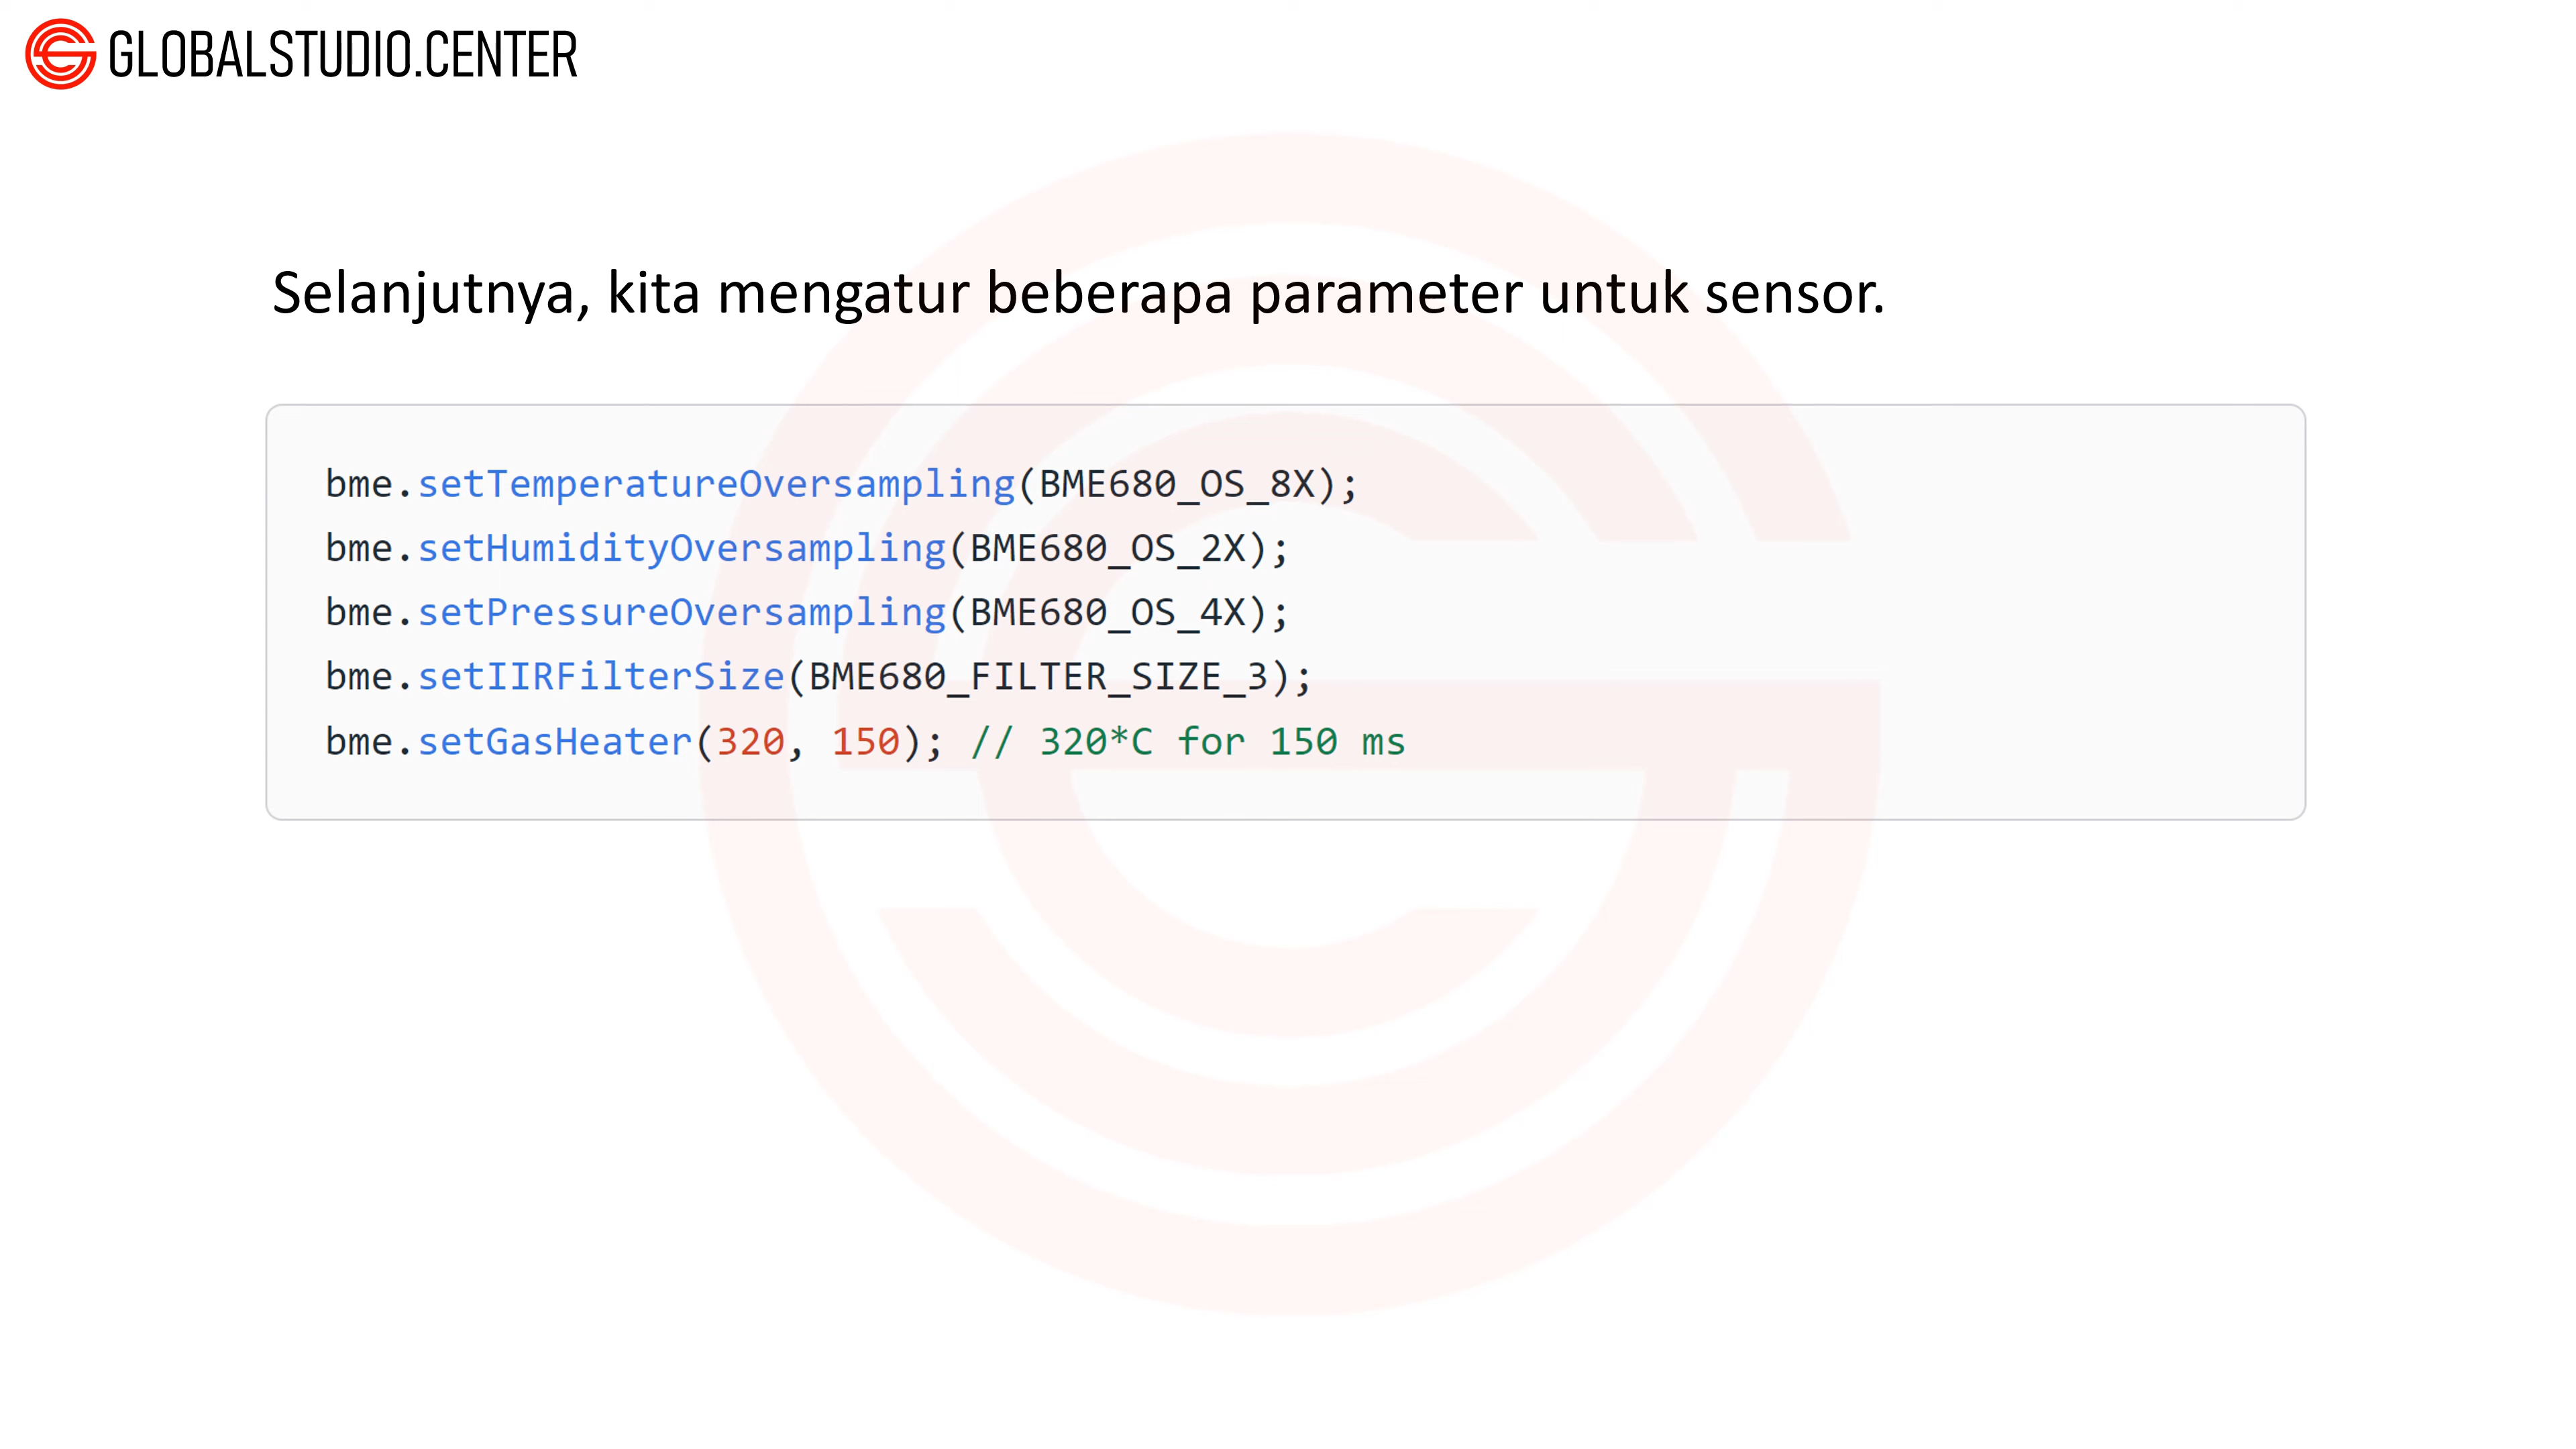 GLOBALSTUDIO.CENTER
Selanjutnya, kita mengatur beberapa parameter untuk sensor.
bme.setTemperatureOversampling(BME680_OS_8X);
bme.setHumidityOversampling(BME680_OS_2X);
bme.setPressureOversampling(BME680_OS_4X);
bme.setIIRFilterSize(BME680_FILTER_SIZE_3);
bme.setGasHeater(320, 150); // 320*C for 150 ms